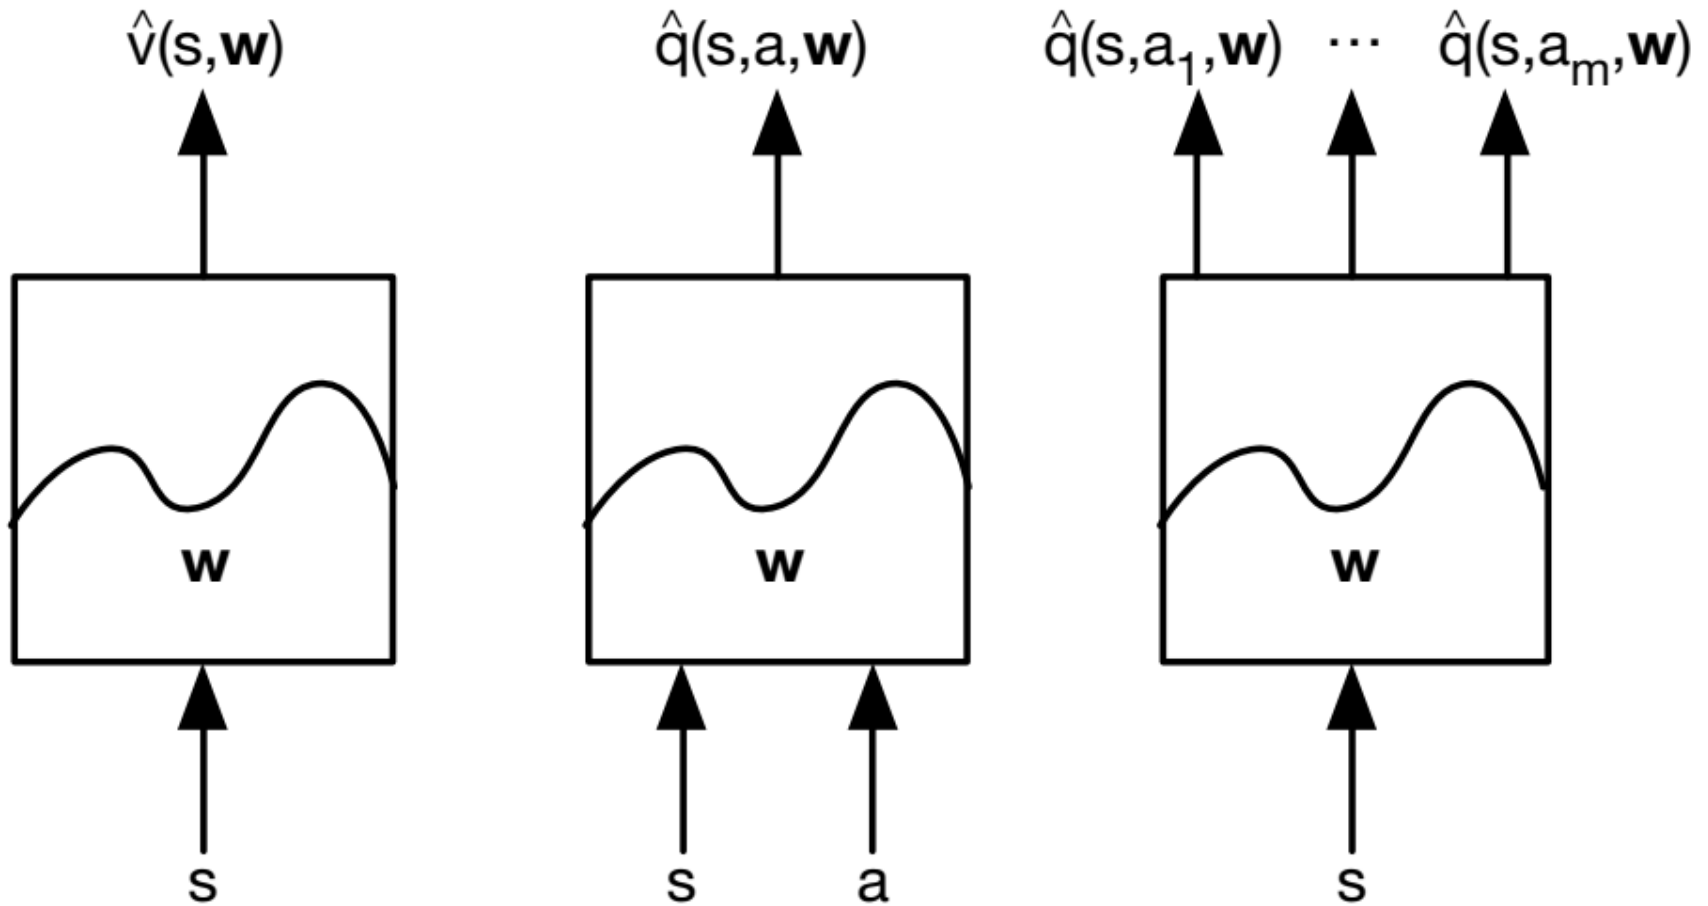 v̂(s,w) q̂(s,a,w) q̂(s,a₁,w) ... q̂(s,aₘ,w)
w w w
s s a s